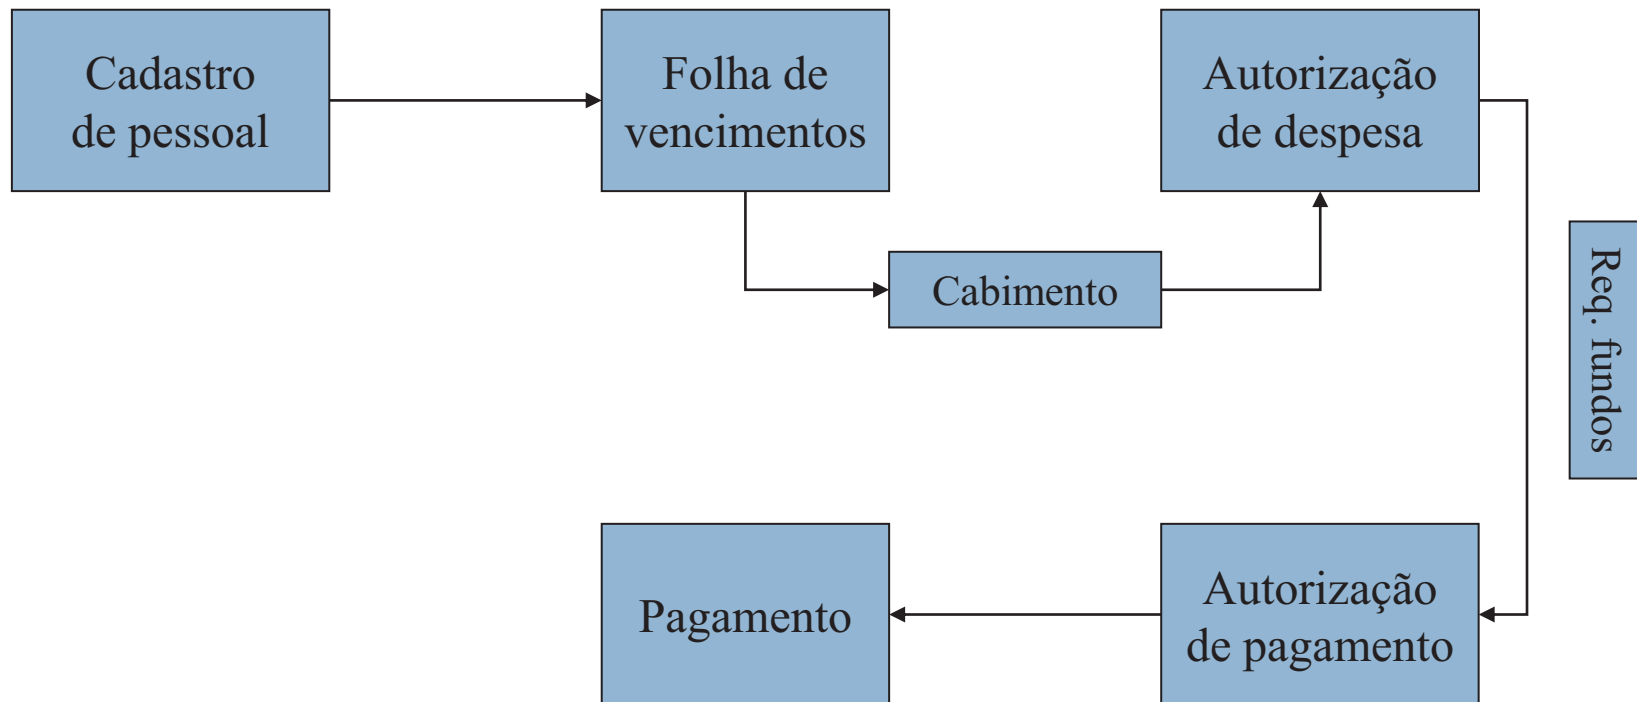 Cadastro
de pessoal
Folha de
vencimentos
Autorização
de despesa
Cabimento
Req. fundos
Pagamento
Autorização
de pagamento